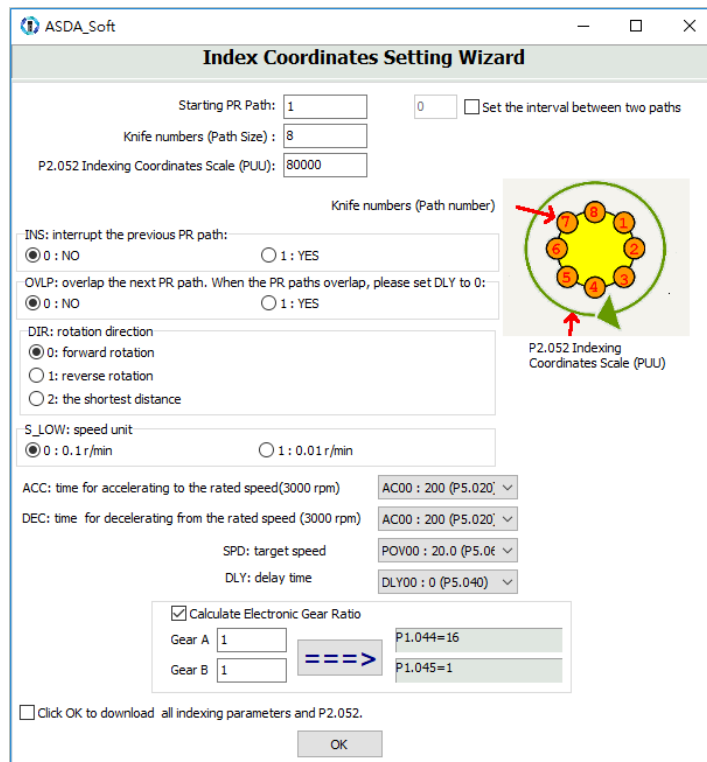 ASDA_Soft
Index Coordinates Setting Wizard
Starting PR Path: 1 0 Set the interval between two paths
Knife numbers (Path Size) : 8
P2.052 Indexing Coordinates Scale (PUU): 80000
Knife numbers (Path number)
8
7 1
6 2
5 3
4
P2.052 Indexing
Coordinates Scale (PUU)
INS: interrupt the previous PR path:
0 : NO 1 : YES
OVLP: overlap the next PR path. When the PR paths overlap, please set DLY to 0:
0 : NO 1 : YES
DIR: rotation direction
0: forward rotation
1: reverse rotation
2: the shortest distance
S_LOW: speed unit
0 : 0.1 r/min 1 : 0.01 r/min
ACC: time for accelerating to the rated speed(3000 rpm) AC00 : 200 (P5.020)
DEC: time for decelerating from the rated speed (3000 rpm) AC00 : 200 (P5.020)
SPD: target speed POV00 : 20.0 (P5.06
DLY: delay time DLY00 : 0 (P5.040)
Calculate Electronic Gear Ratio
Gear A 1 ===> P1.044=16
Gear B 1 P1.045=1
Click OK to download all indexing parameters and P2.052.
OK